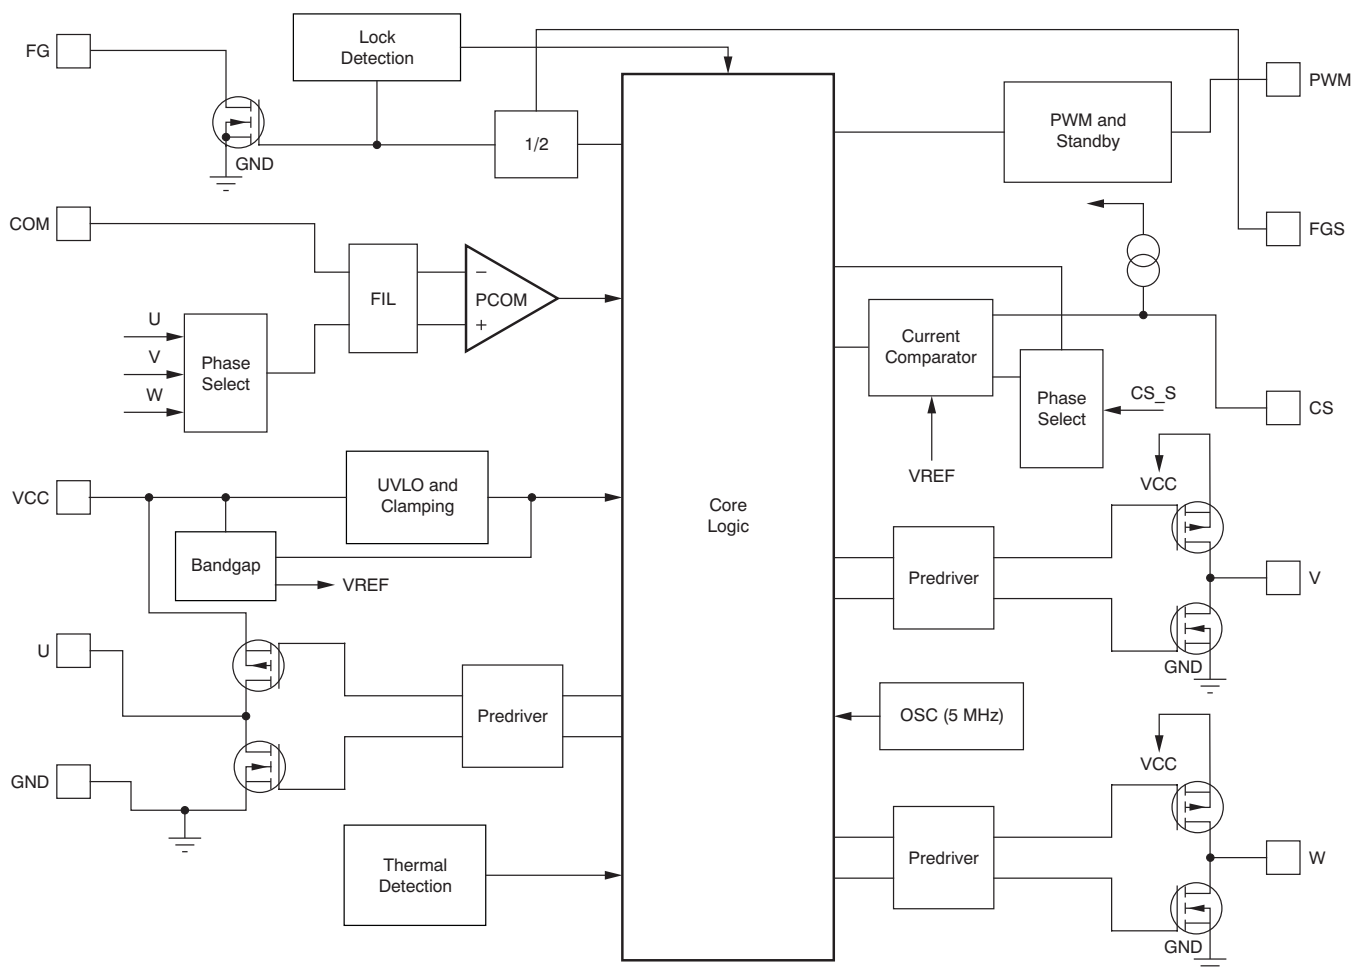 FG
Lock
Detection
PWM
PWM and
Standby
1/2
GND
COM
FGS
FIL
PCOM
−
+
U
V
W
Phase
Select
Current
Comparator
Phase
Select
CS_S
CS
VREF
VCC
UVLO and
Clamping
VCC
Core
Logic
Bandgap
VREF
Predriver
V
U
Predriver
GND
OSC (5 MHz)
GND
VCC
Thermal
Detection
Predriver
W
GND